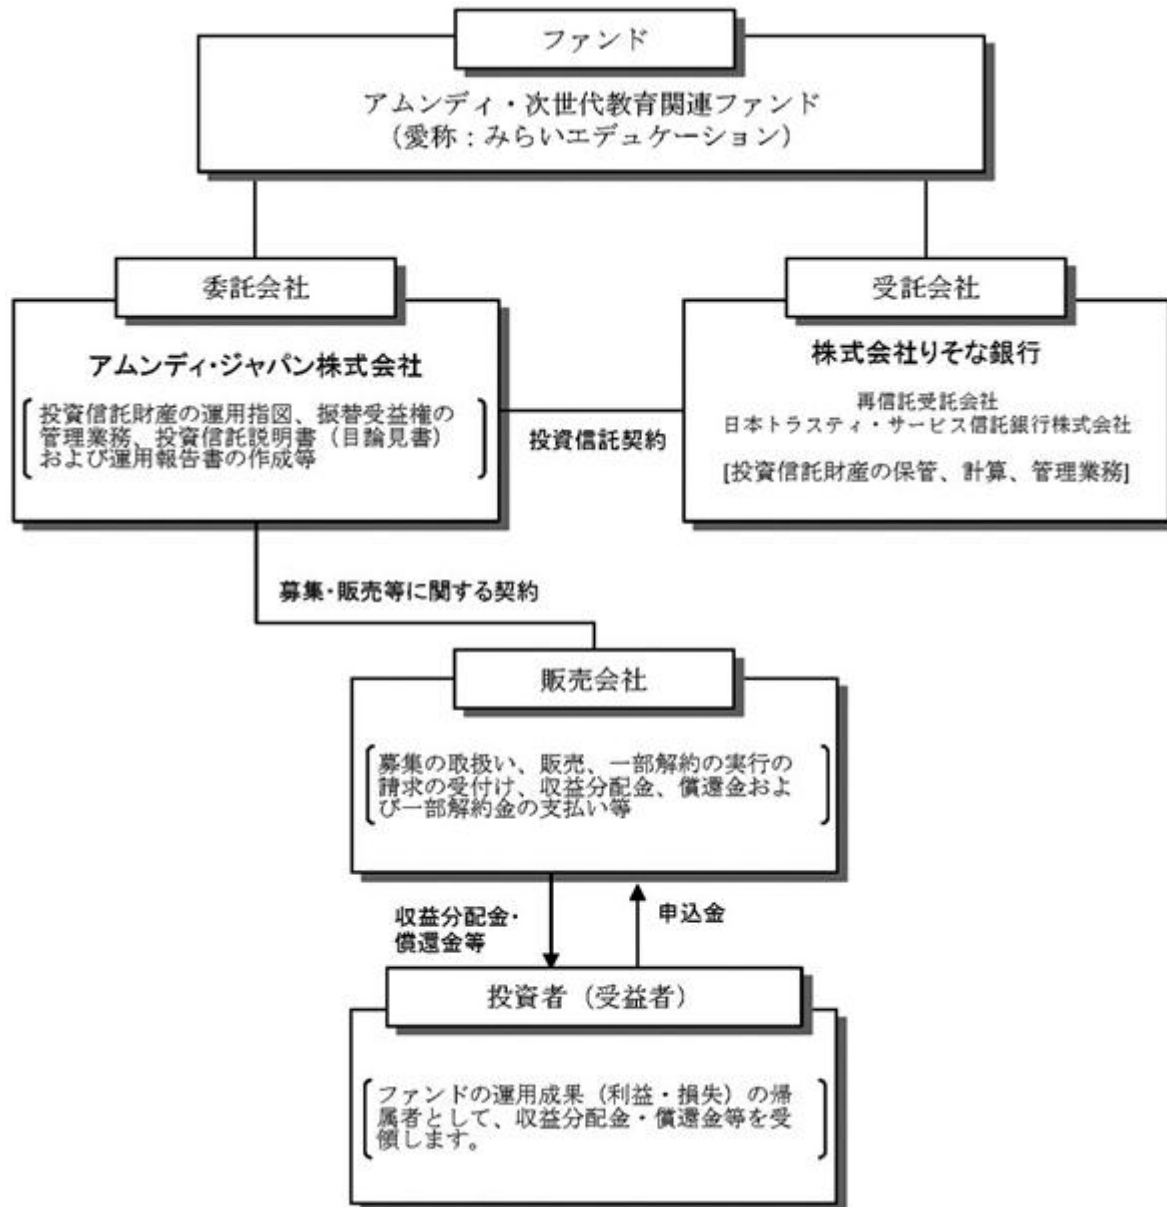 ファンド
アムンディ・次世代教育関連ファンド
（愛称：みらいエデュケーション）
委託会社
アムンディ・ジャパン株式会社
投資信託財産の運用指図、振替受益権の
管理業務、投資信託説明書（目論見書）
および運用報告書の作成等
投資信託契約
受託会社
株式会社りそな銀行
再信託受託会社
日本トラスティ・サービス信託銀行株式会社
[投資信託財産の保管、計算、管理業務]
募集・販売等に関する契約
販売会社
募集の取扱い、販売、一部解約の実行の
請求の受付け、収益分配金、償還金およ
び一部解約金の支払い等
収益分配金・
償還金等
申込金
投資者（受益者）
ファンドの運用成果（利益・損失）の帰
属者として、収益分配金・償還金等を受
領します。